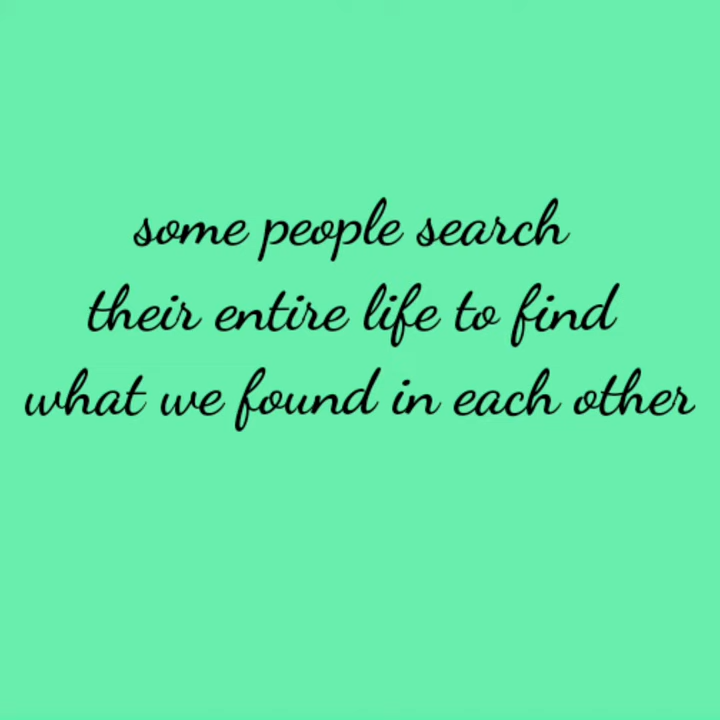 some people search
their entire life to find
what we found in each other